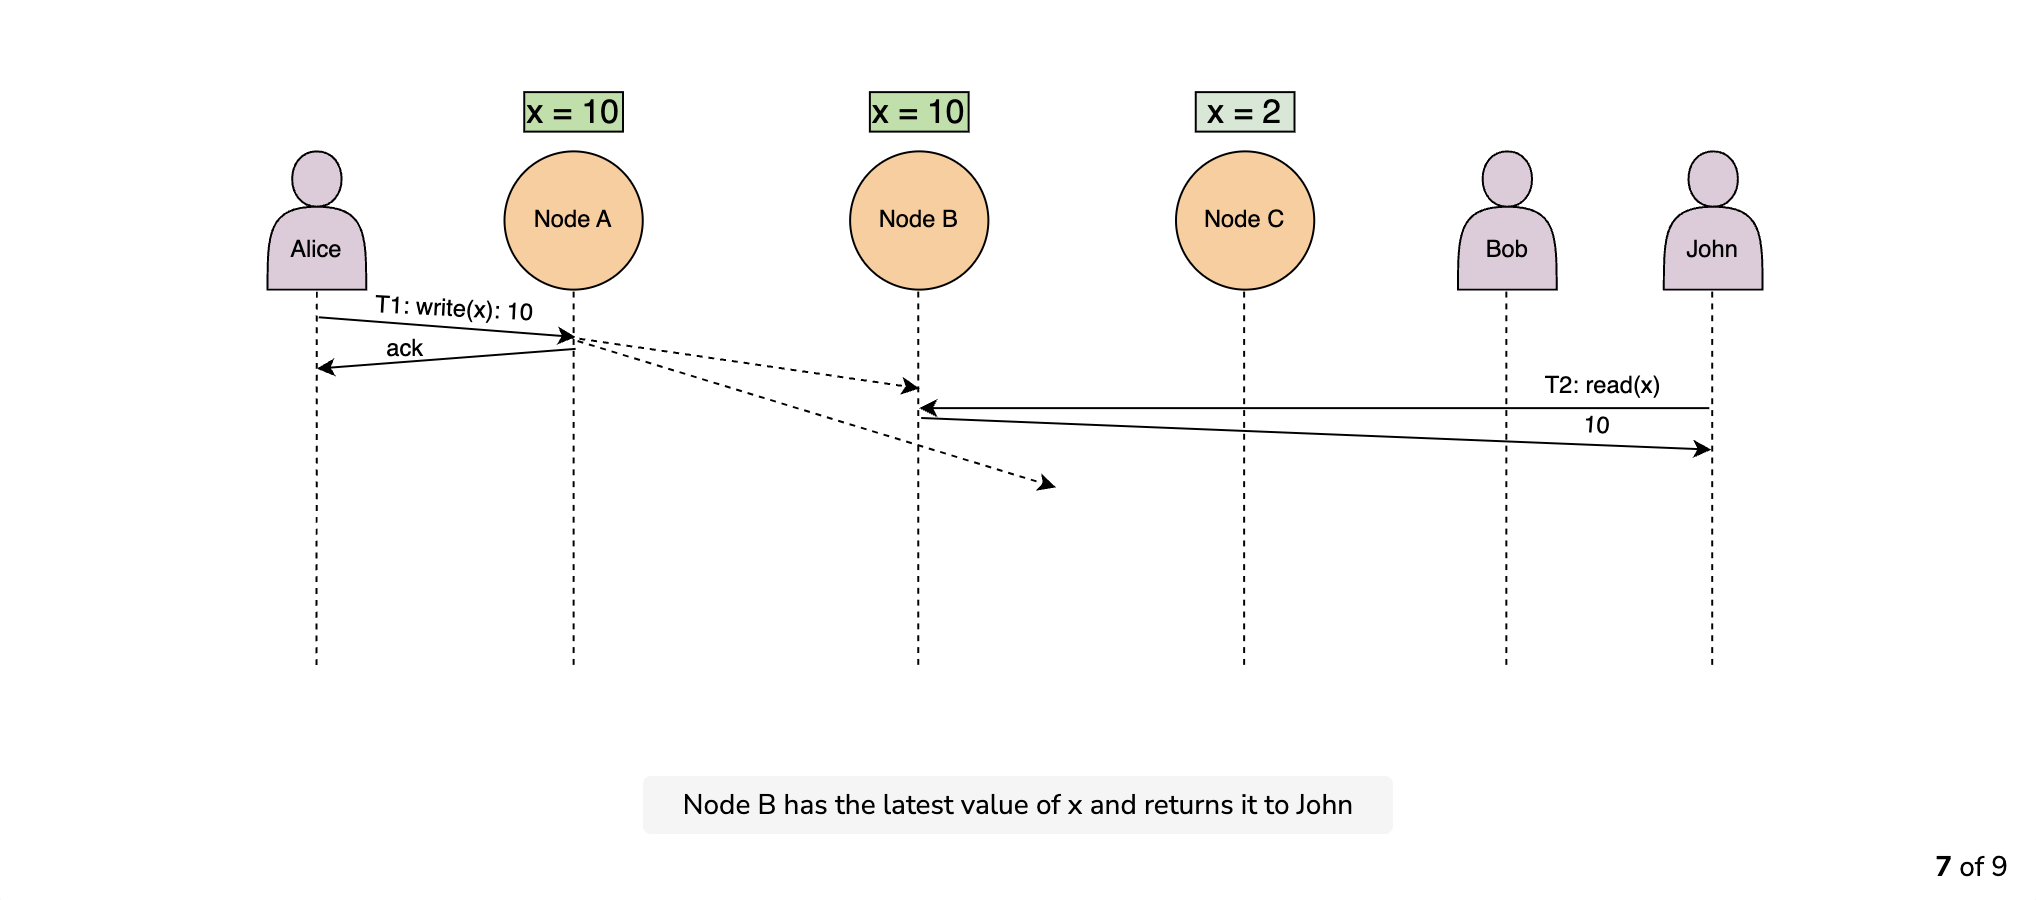 x = 10
x = 10
x = 2
Alice
Node A
Node B
Node C
Bob
John
T1: write(x): 10
ack
T2: read(x)
10
Node B has the latest value of x and returns it to John
7 of 9